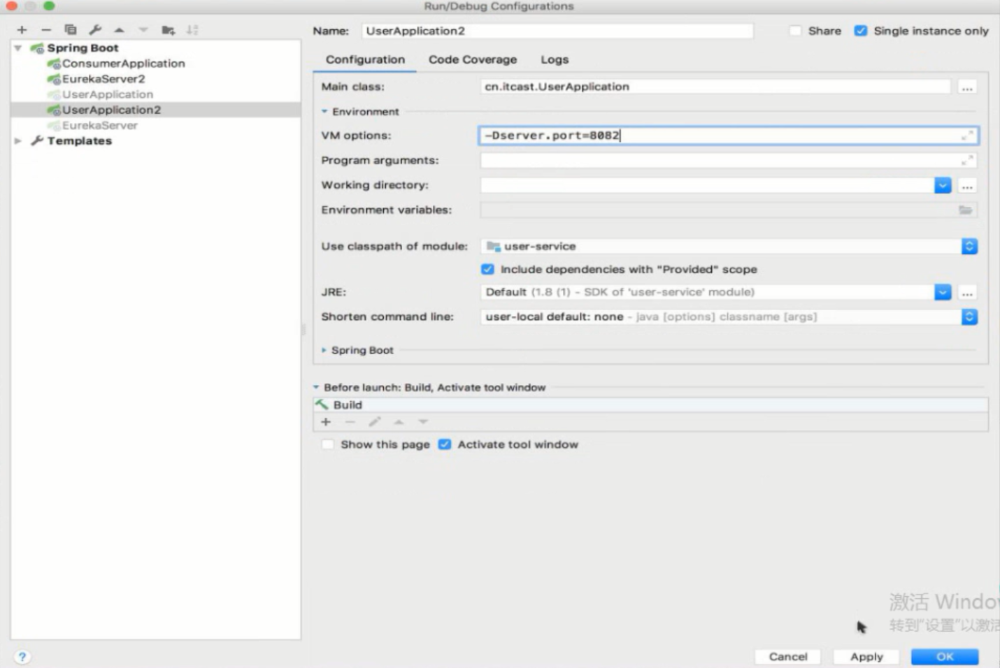 Run/Debug Configurations
Name: UserApplication2 Share Single instance only
Spring Boot
ConsumerApplication
EurekaServer2
UserApplication
UserApplication2
EurekaServer
Templates
Configuration Code Coverage Logs
Main class: cn.itcast.UserApplication ...
Environment
VM options: -Dserver.port=8082
Program arguments:
Working directory: ...
Environment variables:
Use classpath of module: user-service
Include dependencies with "Provided" scope
JRE: Default (1.8 (1) - SDK of 'user-service' module) ...
Shorten command line: user-local default: none - java [options] classname [args]
Spring Boot
Before launch: Build, Activate tool window
Build
Show this page Activate tool window
激活 Window
转到"设置"以激活
? Cancel Apply OK